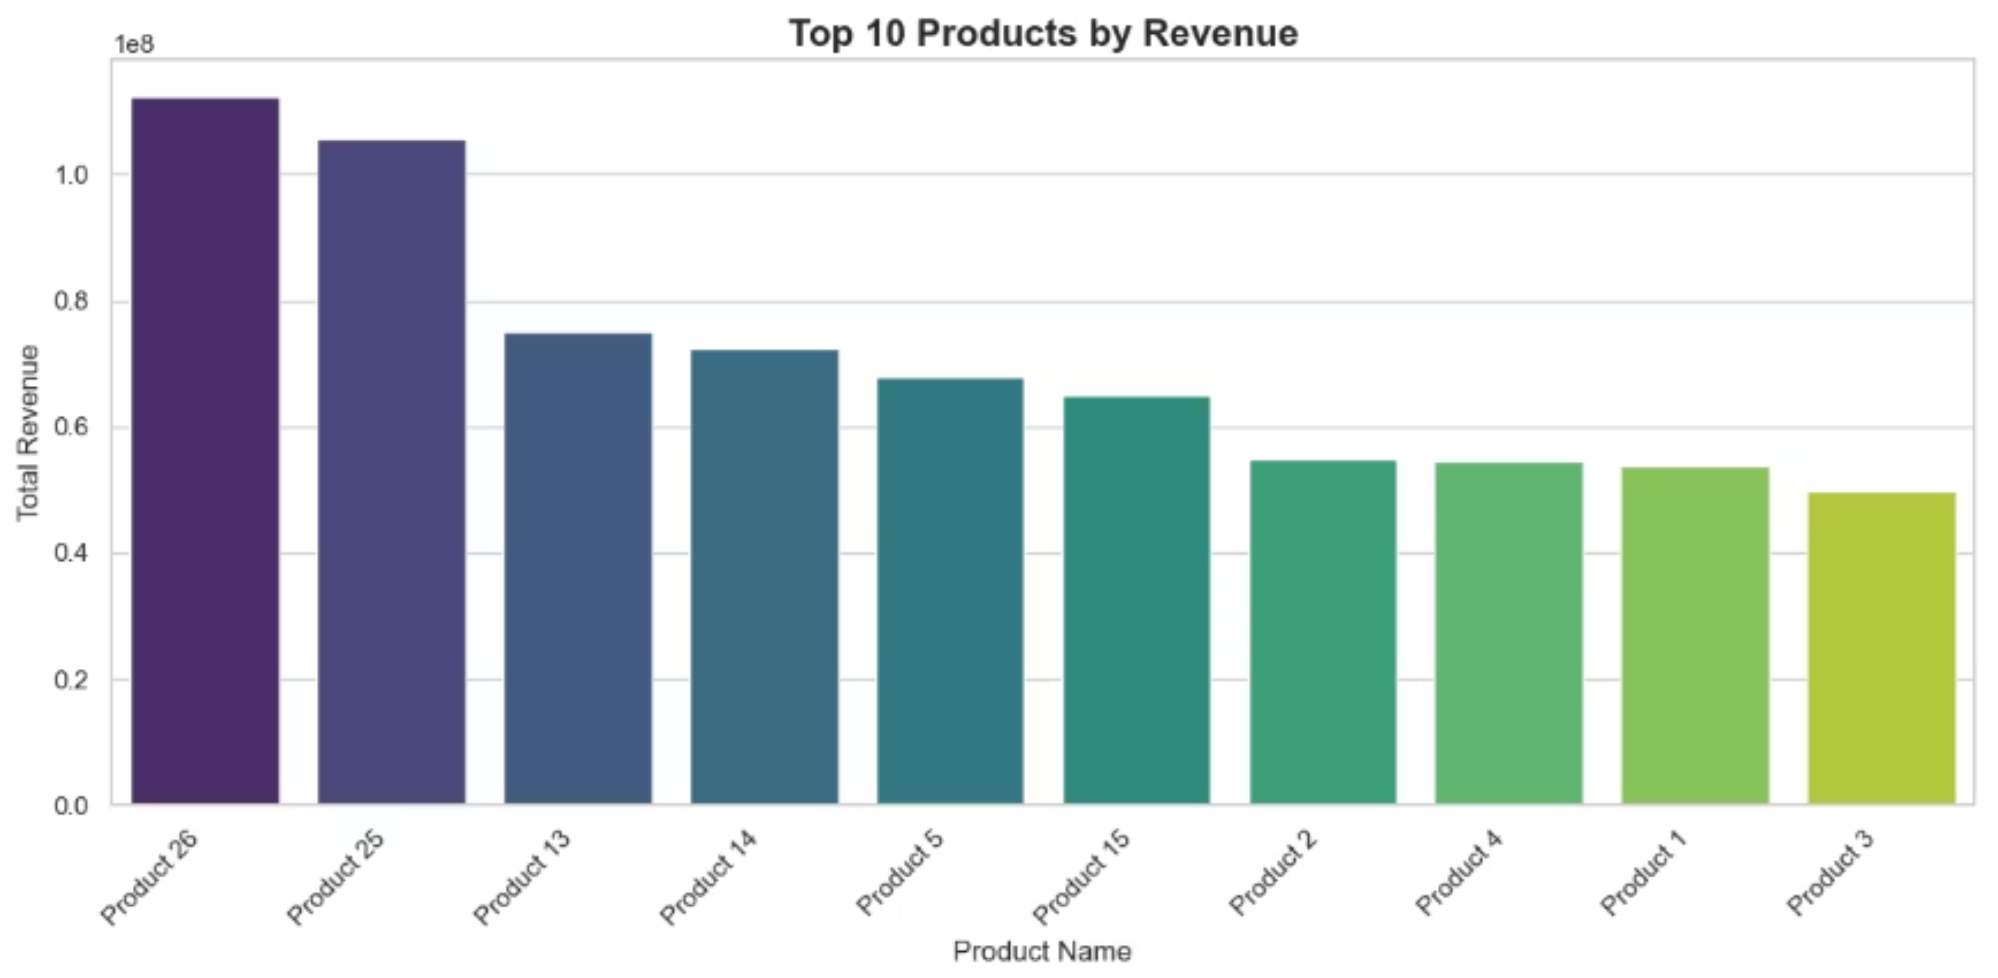 Top 10 Products by Revenue
1e8
1.0
0.8
0.6
0.4
0.2
0.0
Total Revenue
Product 26
Product 25
Product 13
Product 14
Product 5
Product 15
Product 2
Product 4
Product 1
Product 3
Product Name